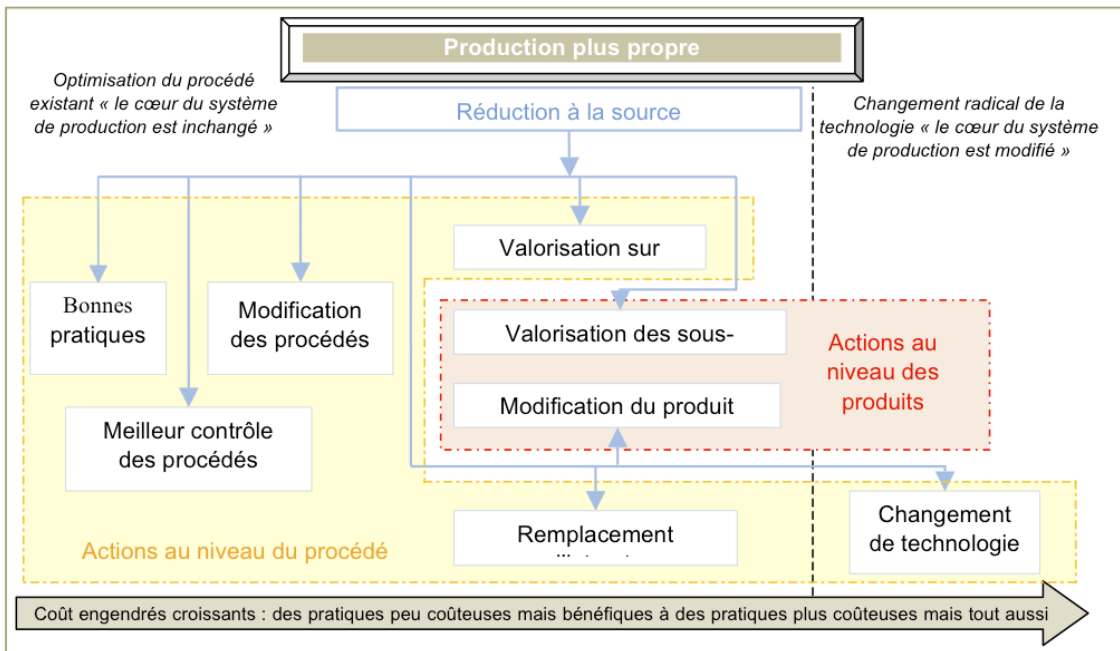 Production plus propre
Optimisation du procédé
existant « le cœur du système
de production est inchangé »
Réduction à la source
Changement radical de la
technologie « le cœur du système
de production est modifié »
Valorisation sur
Bonnes
pratiques
Modification
des procédés
Valorisation des sous-
Actions au
niveau des
produits
Modification du produit
Meilleur contrôle
des procédés
Remplacement
Changement
de technologie
Actions au niveau du procédé
Coût engendrés croissants : des pratiques peu coûteuses mais bénéfiques à des pratiques plus coûteuses mais tout aussi